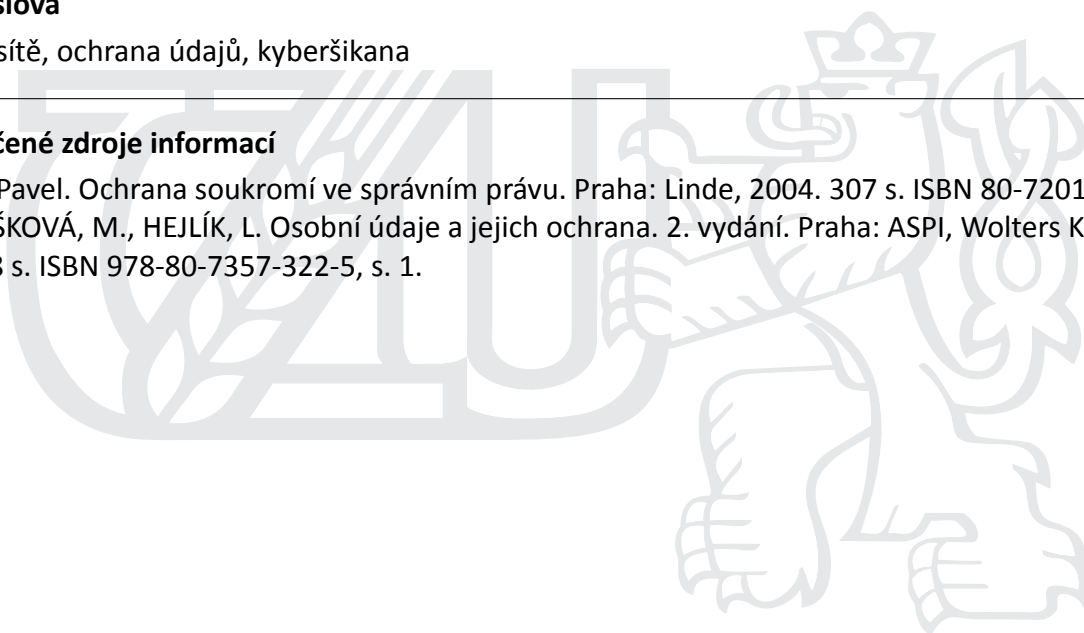 slova
sítě, ochrana údajů, kyberšikana
čené zdroje informací
Pavel. Ochrana soukromí ve správním právu. Praha: Linde, 2004. 307 s. ISBN 80-7201
ŠKOVÁ, M., HEJLÍK, L. Osobní údaje a jejich ochrana. 2. vydání. Praha: ASPI, Wolters K
s. ISBN 978-80-7357-322-5, s. 1.
ČZU